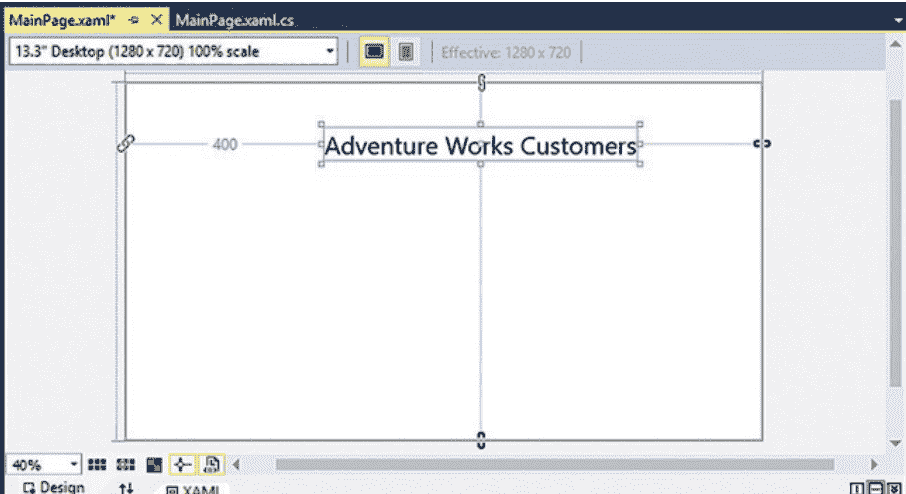 MainPage.xaml* MainPage.xaml.cs
13.3" Desktop (1280 x 720) 100% scale Effective: 1280 x 720
Adventure Works Customers
400
40%
Design XAML